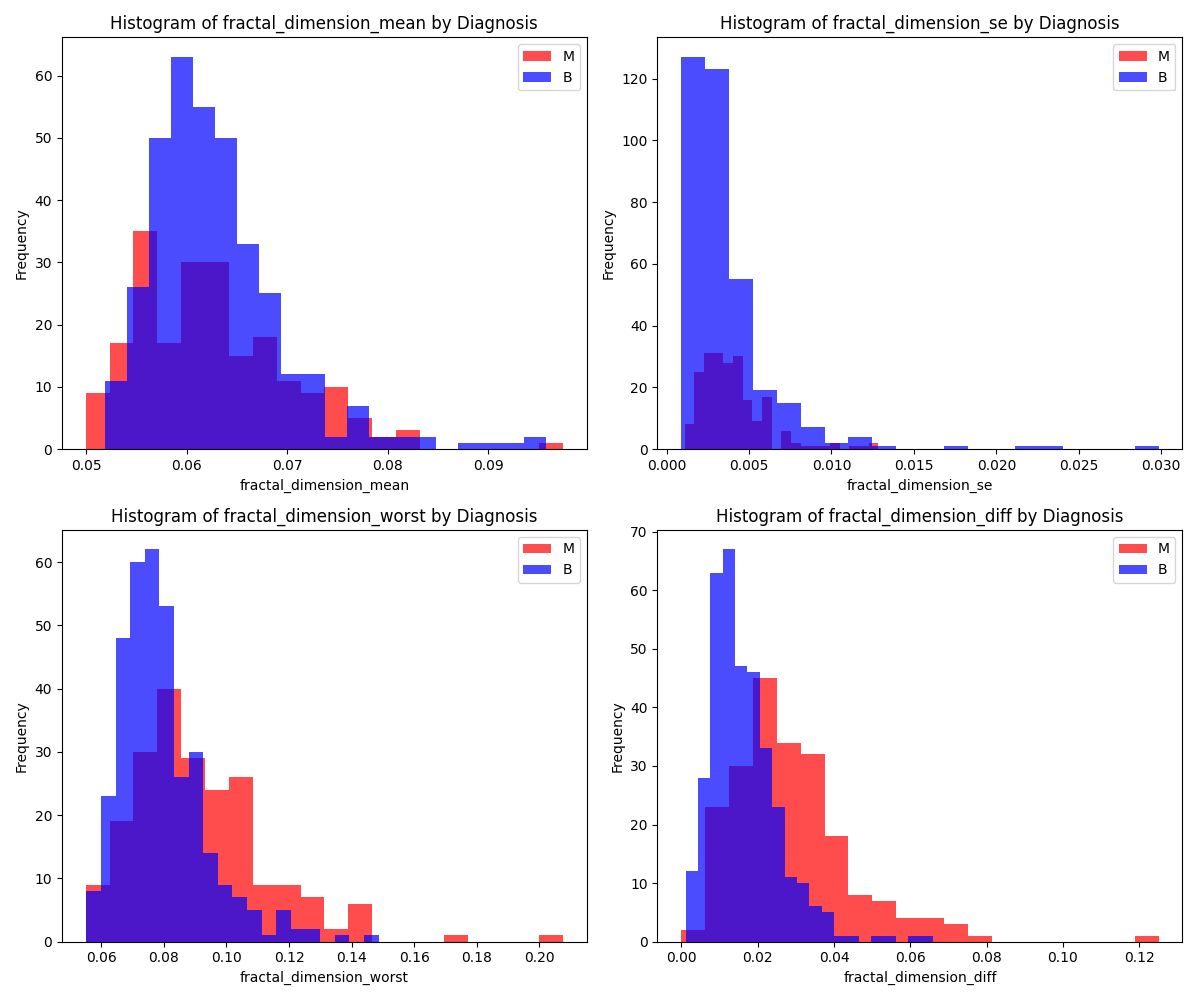 Histogram of fractal_dimension_mean by Diagnosis
M
B
Frequency
60
50
40
30
20
10
0
0.05 0.06 0.07 0.08 0.09
fractal_dimension_mean
Histogram of fractal_dimension_se by Diagnosis
M
B
Frequency
120
100
80
60
40
20
0
0.000 0.005 0.010 0.015 0.020 0.025 0.030
fractal_dimension_se
Histogram of fractal_dimension_worst by Diagnosis
M
B
Frequency
60
50
40
30
20
10
0
0.06 0.08 0.10 0.12 0.14 0.16 0.18 0.20
fractal_dimension_worst
Histogram of fractal_dimension_diff by Diagnosis
M
B
Frequency
70
60
50
40
30
20
10
0
0.00 0.02 0.04 0.06 0.08 0.10 0.12
fractal_dimension_diff